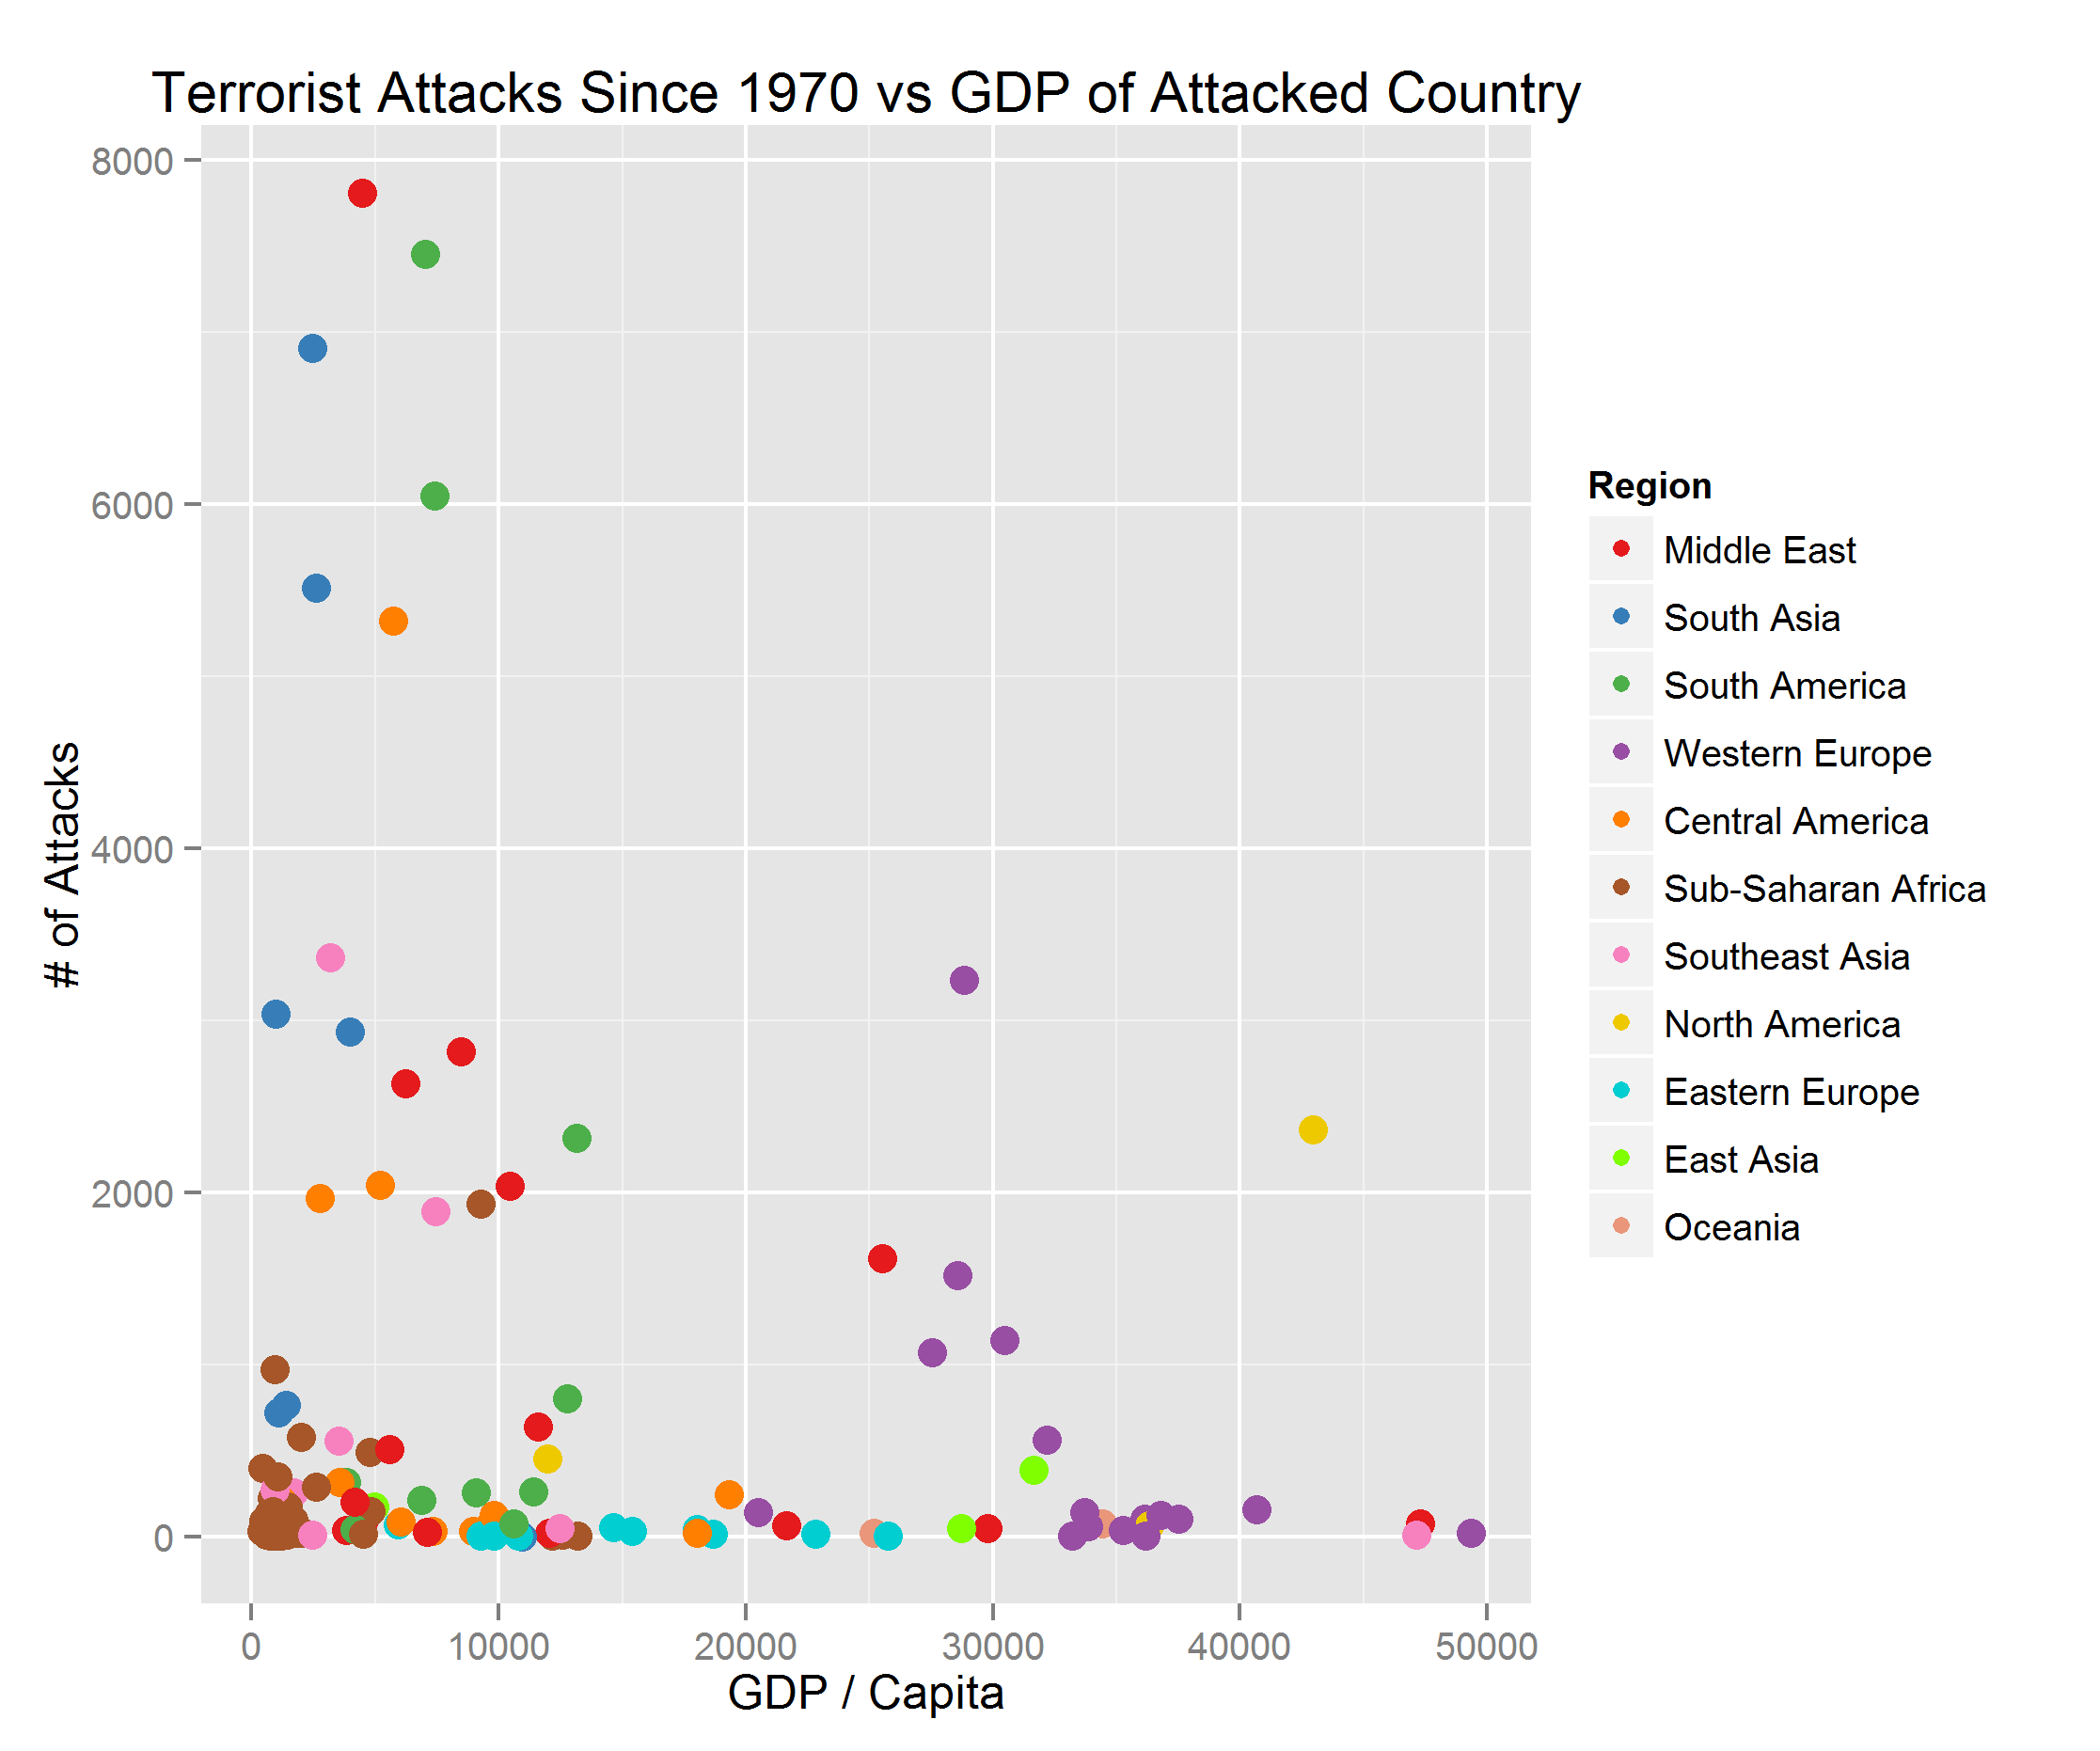 Terrorist Attacks Since 1970 vs GDP of Attacked Country
8000
6000
4000
2000
0
# of Attacks
0 10000 20000 30000 40000 50000
GDP / Capita
Region
Middle East
South Asia
South America
Western Europe
Central America
Sub-Saharan Africa
Southeast Asia
North America
Eastern Europe
East Asia
Oceania